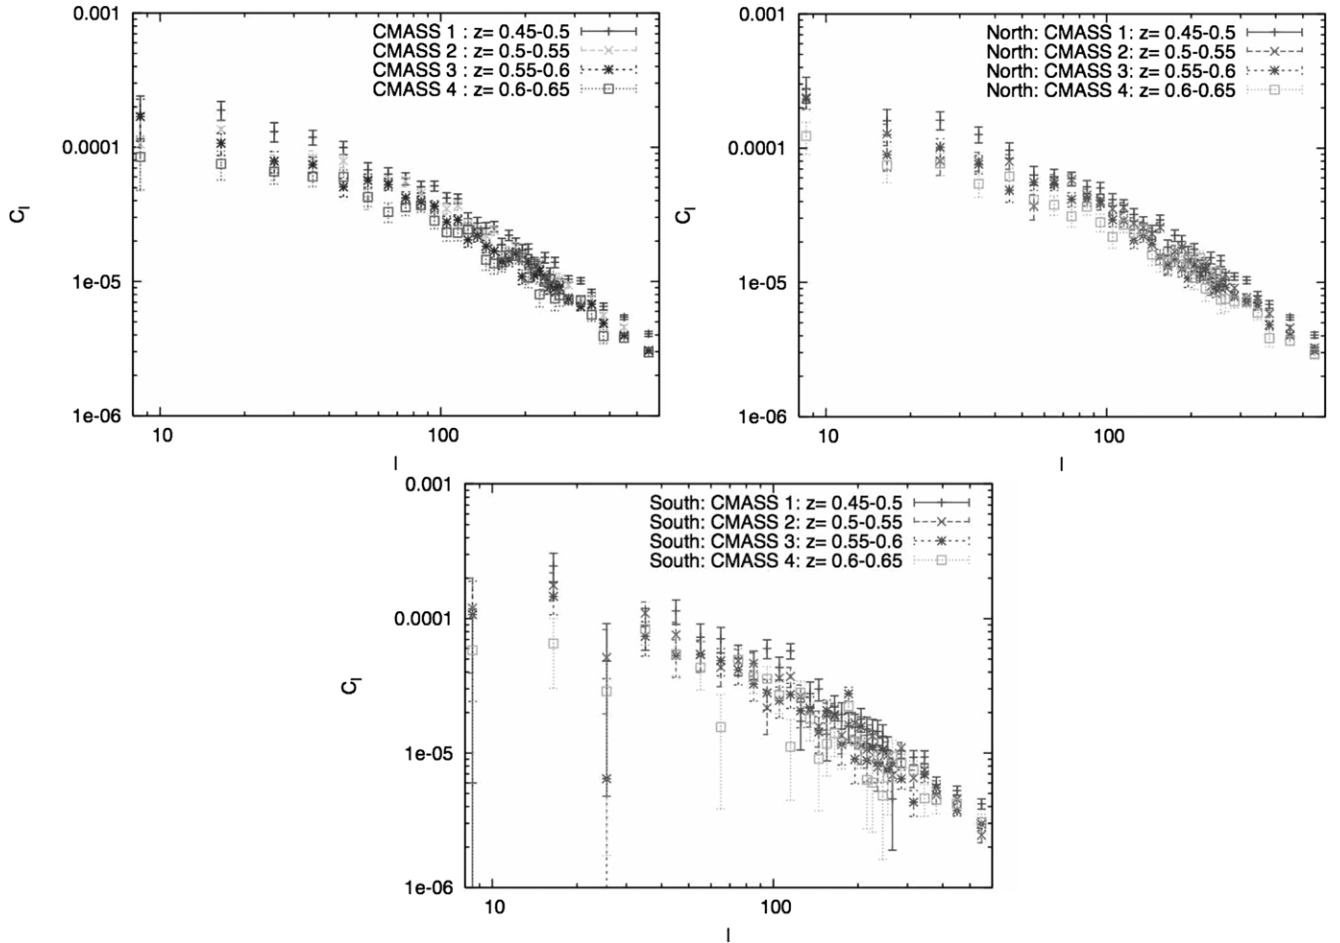 0.001
CMASS 1 : z= 0.45-0.5
CMASS 2 : z= 0.5-0.55
CMASS 3 : z= 0.55-0.6
CMASS 4 : z= 0.6-0.65
0.0001
C_l
1e-05
1e-06
10 100
l
0.001
North: CMASS 1: z= 0.45-0.5
North: CMASS 2: z= 0.5-0.55
North: CMASS 3: z= 0.55-0.6
North: CMASS 4: z= 0.6-0.65
0.0001
C_l
1e-05
1e-06
10 100
l
0.001
South: CMASS 1: z= 0.45-0.5
South: CMASS 2: z= 0.5-0.55
South: CMASS 3: z= 0.55-0.6
South: CMASS 4: z= 0.6-0.65
0.0001
C_l
1e-05
1e-06
10 100
l